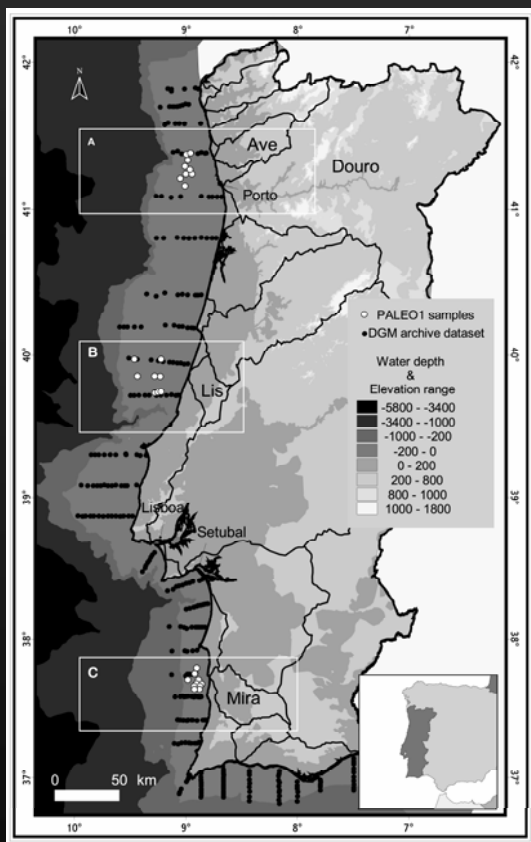 10° 9° 8° 7°
42°
42°
N
A
Ave
Douro
Porto
41°
41°
PALEO1 samples
DGM archive dataset
40°
40°
B
Lis
Water depth
&
Elevation range
-5800 - -3400
-3400 - -1000
-1000 - -200
-200 - 0
0 - 200
200 - 800
800 - 1000
1000 - 1800
39°
39°
Lisboa
Setubal
38°
38°
C
Mira
37°
37°
0 50 km
10° 9° 8° 7°